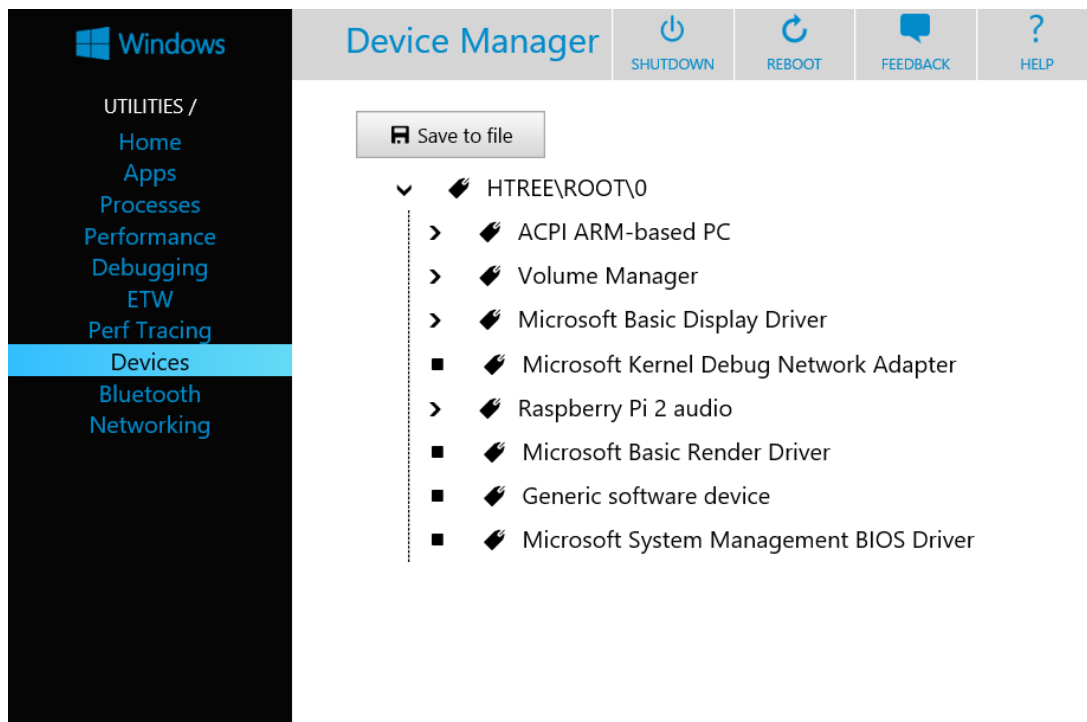 Windows
UTILITIES /
Home
Apps
Processes
Performance
Debugging
ETW
Perf Tracing
Devices
Bluetooth
Networking
Device Manager
SHUTDOWN
REBOOT
FEEDBACK
?
HELP
Save to file
HTREE\ROOT\0
ACPI ARM-based PC
Volume Manager
Microsoft Basic Display Driver
Microsoft Kernel Debug Network Adapter
Raspberry Pi 2 audio
Microsoft Basic Render Driver
Generic software device
Microsoft System Management BIOS Driver